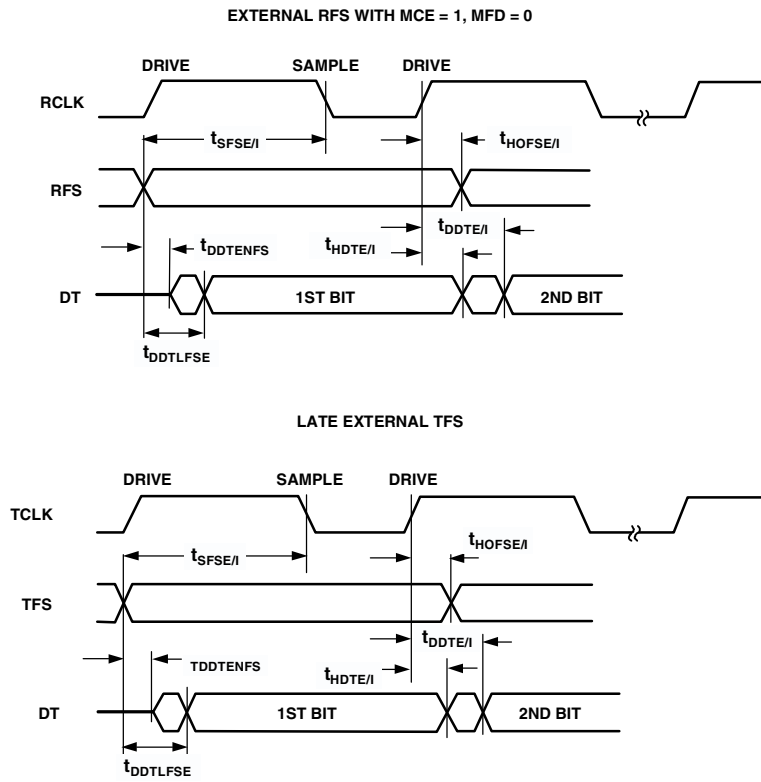 EXTERNAL RFS WITH MCE = 1, MFD = 0
DRIVE SAMPLE DRIVE
RCLK
tSFSE/I tHOFSE/I
RFS
tDDTE/I
tDDTENFS tHDTE/I
DT 1ST BIT 2ND BIT
tDDTLFSE
LATE EXTERNAL TFS
DRIVE SAMPLE DRIVE
TCLK
tSFSE/I tHOFSE/I
TFS
tDDTE/I
TDDTENFS tHDTE/I
DT 1ST BIT 2ND BIT
tDDTLFSE